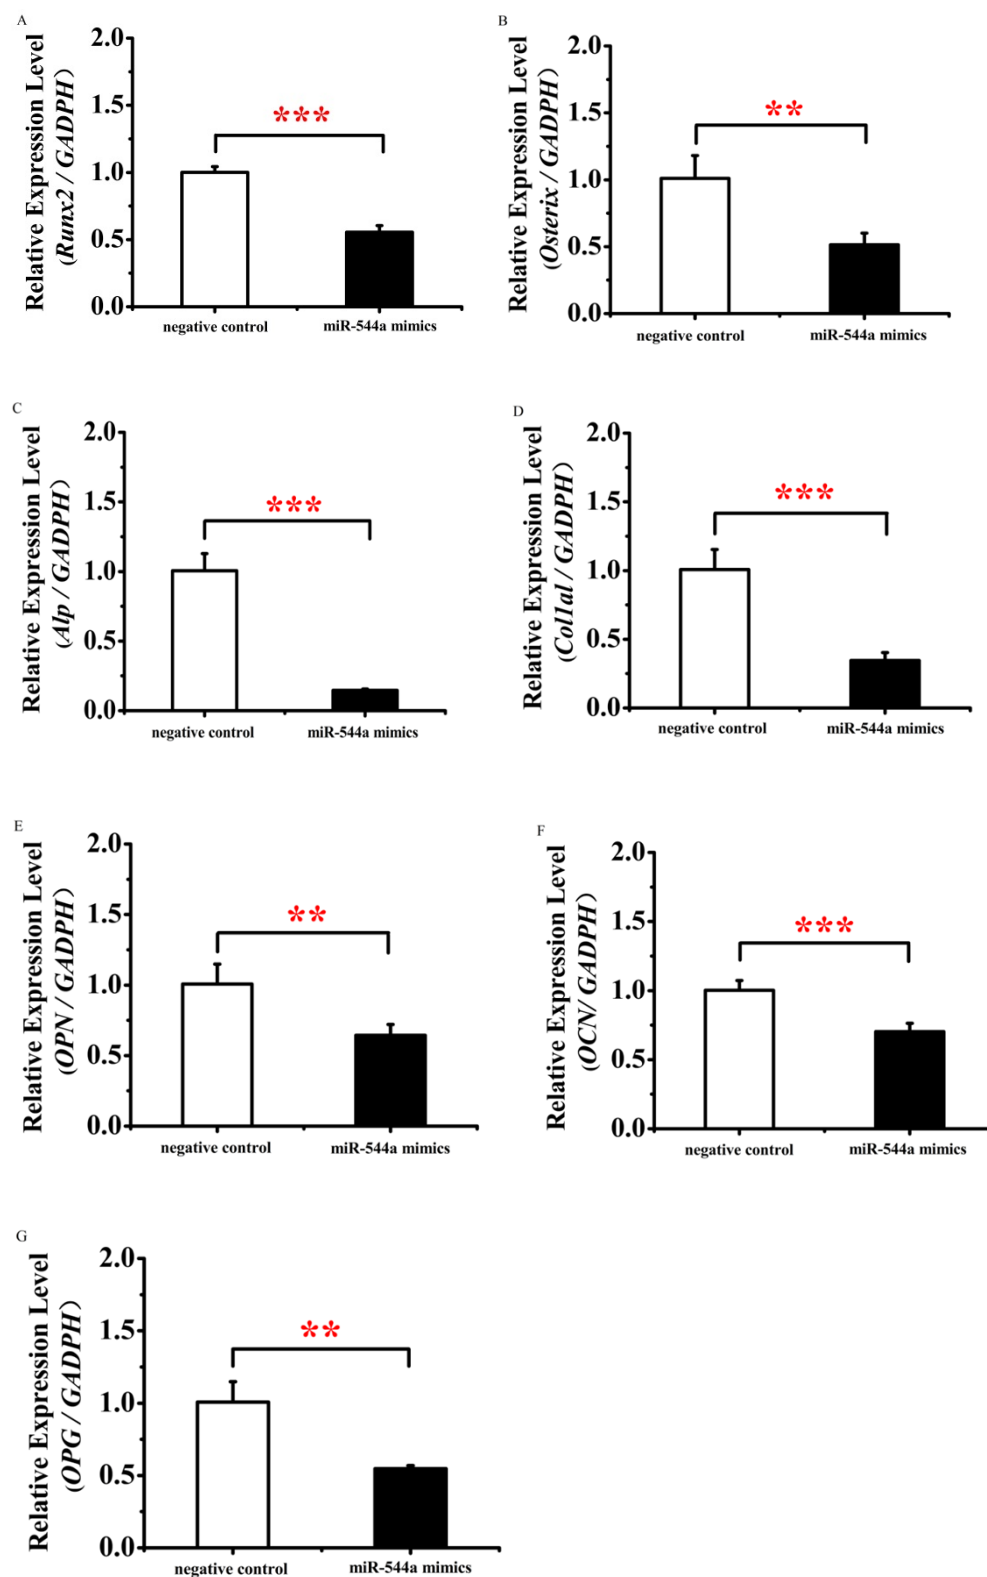 A
Relative Expression Level
(Runx2 / GADPH)
2.0
1.5
1.0
0.5
0.0
***
negative control
miR-544a mimics
B
Relative Expression Level
(Osterix / GADPH)
2.0
1.5
1.0
0.5
0.0
**
negative control
miR-544a mimics
C
Relative Expression Level
(Alp / GADPH)
2.0
1.5
1.0
0.5
0.0
***
negative control
miR-544a mimics
D
Relative Expression Level
(Col1al / GADPH)
2.0
1.5
1.0
0.5
0.0
***
negative control
miR-544a mimics
E
Relative Expression Level
(OPN / GADPH)
2.0
1.5
1.0
0.5
0.0
**
negative control
miR-544a mimics
F
Relative Expression Level
(OCN/ GADPH)
2.0
1.5
1.0
0.5
0.0
***
negative control
miR-544a mimics
G
Relative Expression Level
(OPG / GADPH)
2.0
1.5
1.0
0.5
0.0
**
negative control
miR-544a mimics